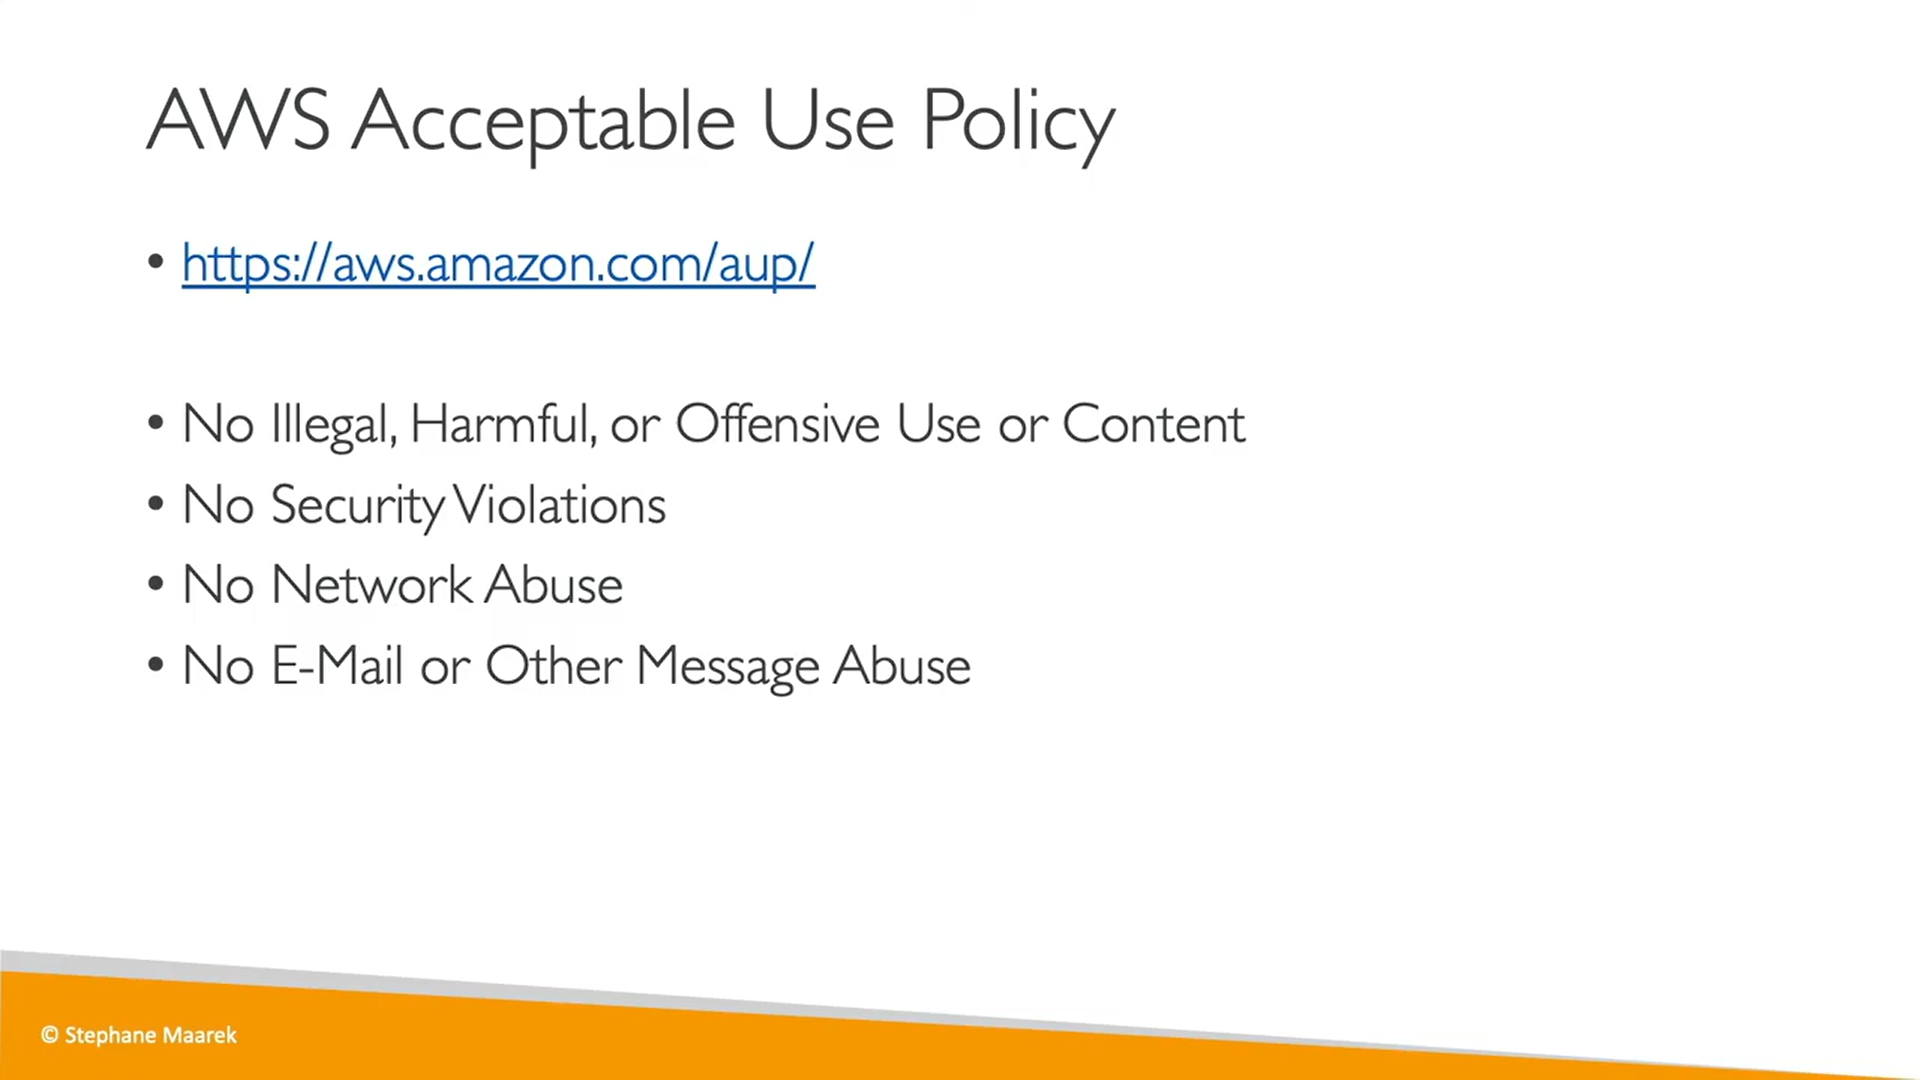 AWS Acceptable Use Policy
• https://aws.amazon.com/aup/
• No Illegal, Harmful, or Offensive Use or Content
• No Security Violations
• No Network Abuse
• No E-Mail or Other Message Abuse
© Stephane Maarek